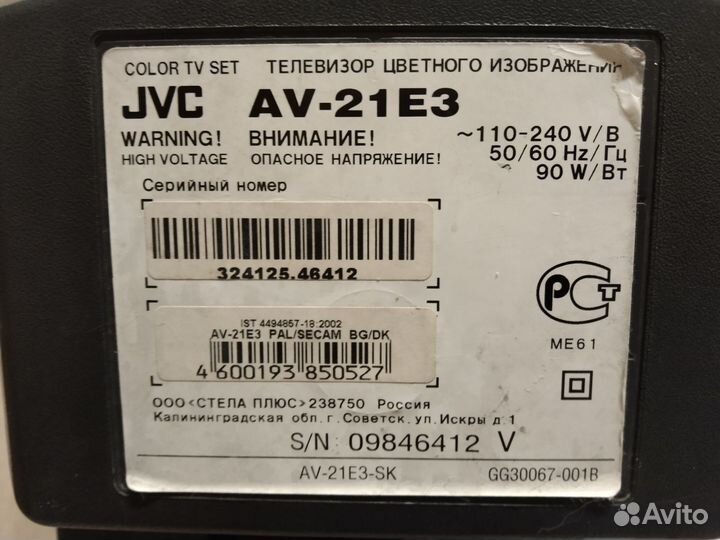 COLOR TV SET ТЕЛЕВИЗОР ЦВЕТНОГО ИЗОБРАЖЕНИЯ
JVC AV-21E3
WARNING! ВНИМАНИЕ! ~110-240 V/В
HIGH VOLTAGE ОПАСНОЕ НАПРЯЖЕНИЕ! 50/60 Hz/Гц
90 W/Вт
Серийный номер
324125.46412
IST 4494857-18:2002
AV-21E3 PAL/SECAM BG/DK
4 600193 850527
РСТ
ME61
ООО <СТЕЛА ПЛЮС> 238750 Россия
Калининградская обл. г. Советск. ул. Искры д.1
S/N: 09846412 V
AV-21E3-SK GG30067-001B
Avito